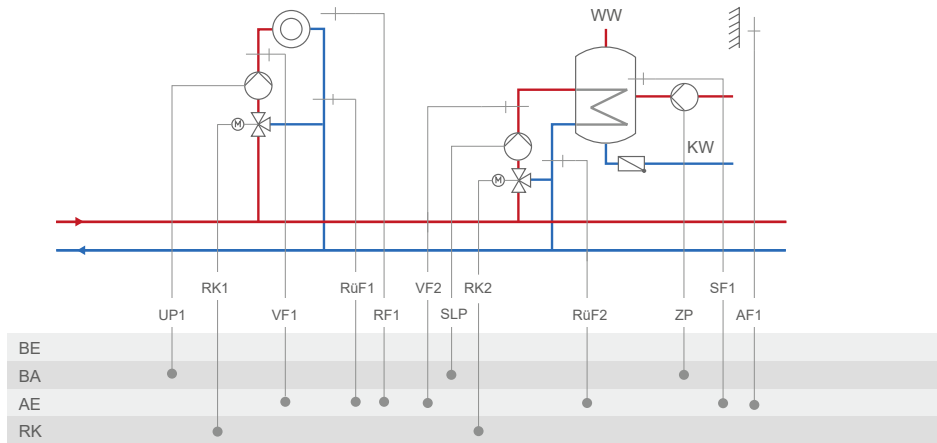 WW
M
KW
M
RK1 RüF1 VF2 RK2 SF1
UP1 VF1 RF1 SLP RüF2 ZP AF1
BE
BA
AE
RK